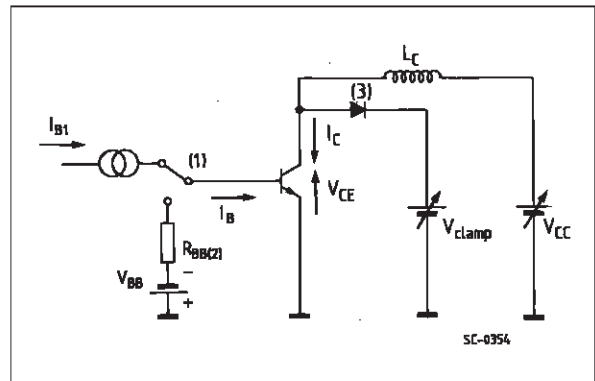 L_C
(3)
I_B1
(1)
I_C
V_CE
I_B
V_clamp
V_CC
R_BB(2)
V_BB
−
+
SC-0354